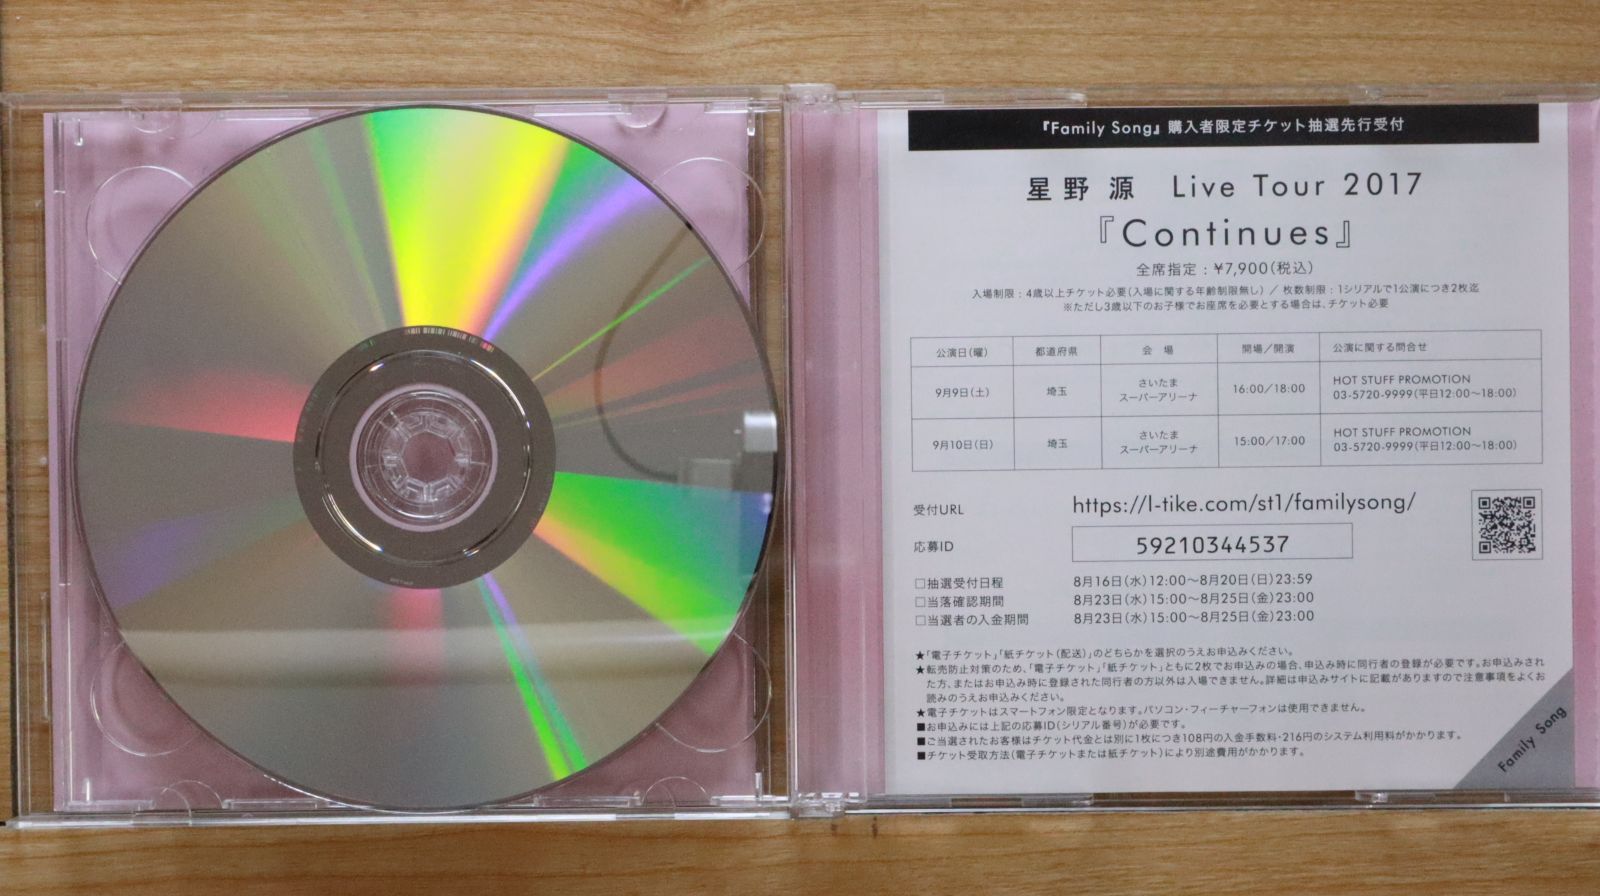 『Family Song』購入者限定チケット抽選先行受付
星野 源 Live Tour 2017
『Continues』
全席指定：¥7,900（税込）
入場制限：4歳以上チケット必要（入場に関する年齢制限無し）／ 枚数制限：1シリアルで1公演につき2枚迄
※ただし3歳以下のお子様でお座席を必要とする場合は、チケット必要
公演日（曜） 都道府県 会 場 開場／開演 公演に関する問合せ
9月9日（土） 埼玉 さいたま スーパーアリーナ 16:00／18:00 HOT STUFF PROMOTION
03-5720-9999（平日12:00～18:00）
9月10日（日） 埼玉 さいたま スーパーアリーナ 15:00／17:00 HOT STUFF PROMOTION
03-5720-9999（平日12:00～18:00）
受付URL https://l-tike.com/st1/familysong/
応募ID 59210344537
□抽選受付日程 8月16日（水）12:00～8月20日（日）23:59
□当落確認期間 8月23日（水）15:00～8月25日（金）23:00
□当選者の入金期間 8月23日（水）15:00～8月25日（金）23:00
★「電子チケット」「紙チケット（配送）」のどちらかを選択のうえお申込みください。
★転売防止対策のため、「電子チケット」「紙チケット」ともに2枚でお申込みの場合、申込み時に同行者の登録が必要です。お申込みされ
た方、またはお申込み時に登録された同行者の方以外は入場できません。詳細は申込みサイトに記載がありますので注意事項をよくお
読みのうえお申込みください。
★電子チケットはスマートフォン限定となります。パソコン・フィーチャーフォンは使用できません。
■お申込みには上記の応募ID（シリアル番号）が必要です。
■ご当選されたお客様はチケット代金とは別に1枚につき108円の入金手数料・216円のシステム利用料がかかります。
■チケット受取方法（電子チケットまたは紙チケット）により別途費用がかかります。
Family Song